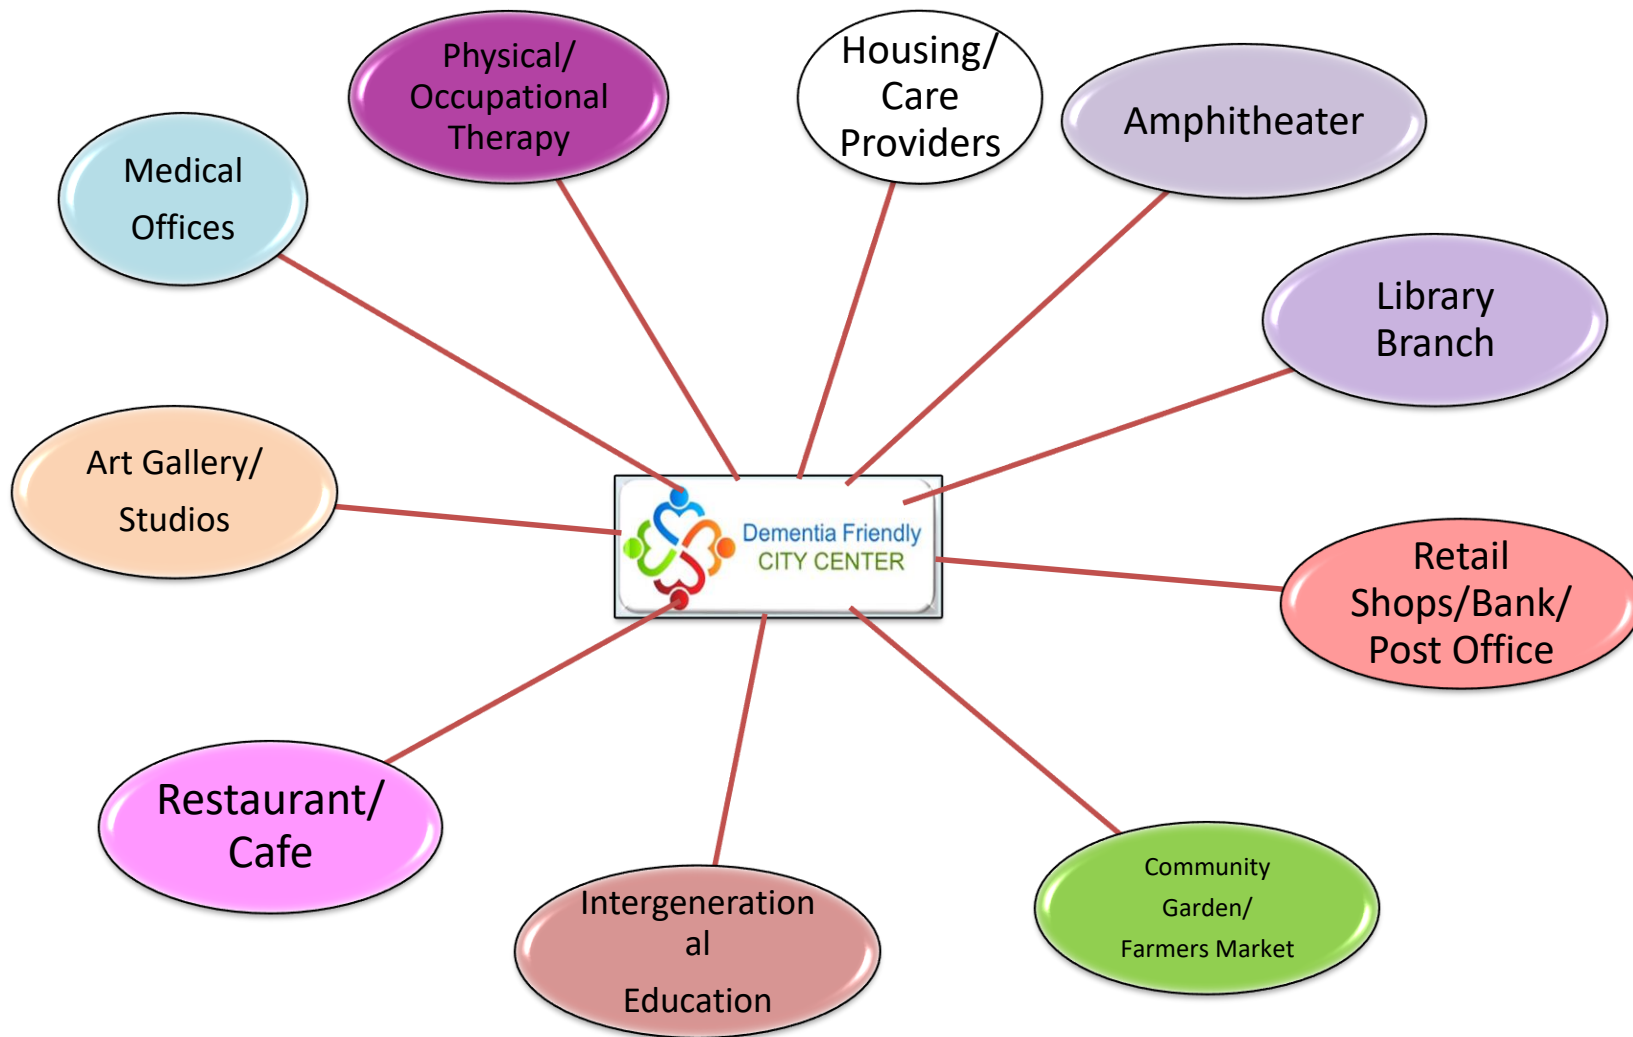 Physical/
Occupational
Therapy
Housing/
Care
Providers
Amphitheater
Medical
Offices
Library
Branch
Art Gallery/
Studios
Dementia Friendly
CITY CENTER
Retail
Shops/Bank/
Post Office
Restaurant/
Cafe
Intergeneration
al
Education
Community
Garden/
Farmers Market